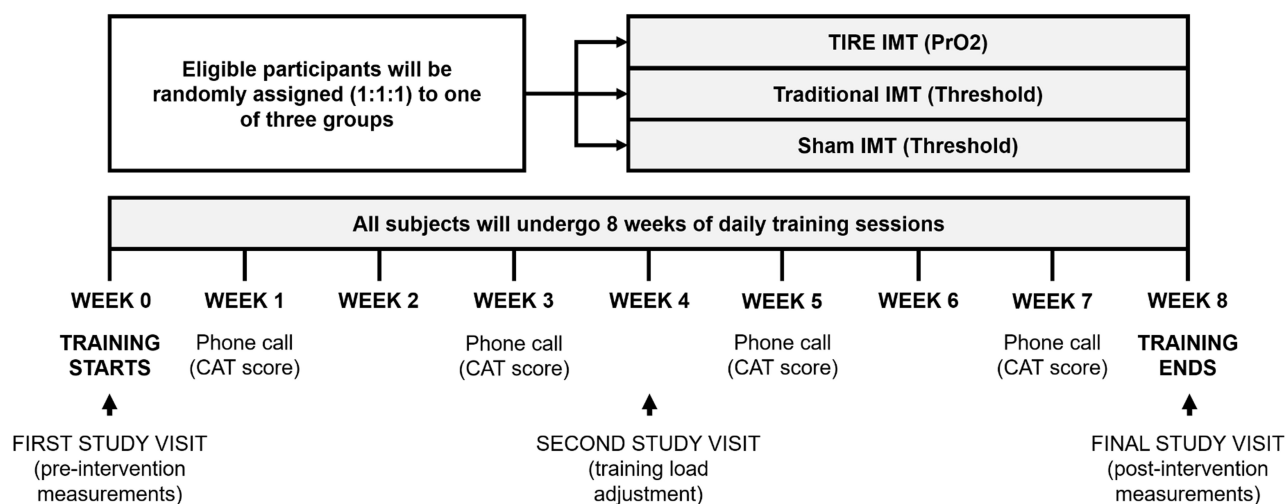 Eligible participants will be
randomly assigned (1:1:1) to one
of three groups
TIRE IMT (PrO2)
Traditional IMT (Threshold)
Sham IMT (Threshold)
All subjects will undergo 8 weeks of daily training sessions
WEEK 0 WEEK 1 WEEK 2 WEEK 3 WEEK 4 WEEK 5 WEEK 6 WEEK 7 WEEK 8
TRAINING
STARTS
Phone call
(CAT score)
Phone call
(CAT score)
Phone call
(CAT score)
Phone call
(CAT score)
TRAINING
ENDS
FIRST STUDY VISIT
(pre-intervention
measurements)
SECOND STUDY VISIT
(training load
adjustment)
FINAL STUDY VISIT
(post-intervention
measurements)